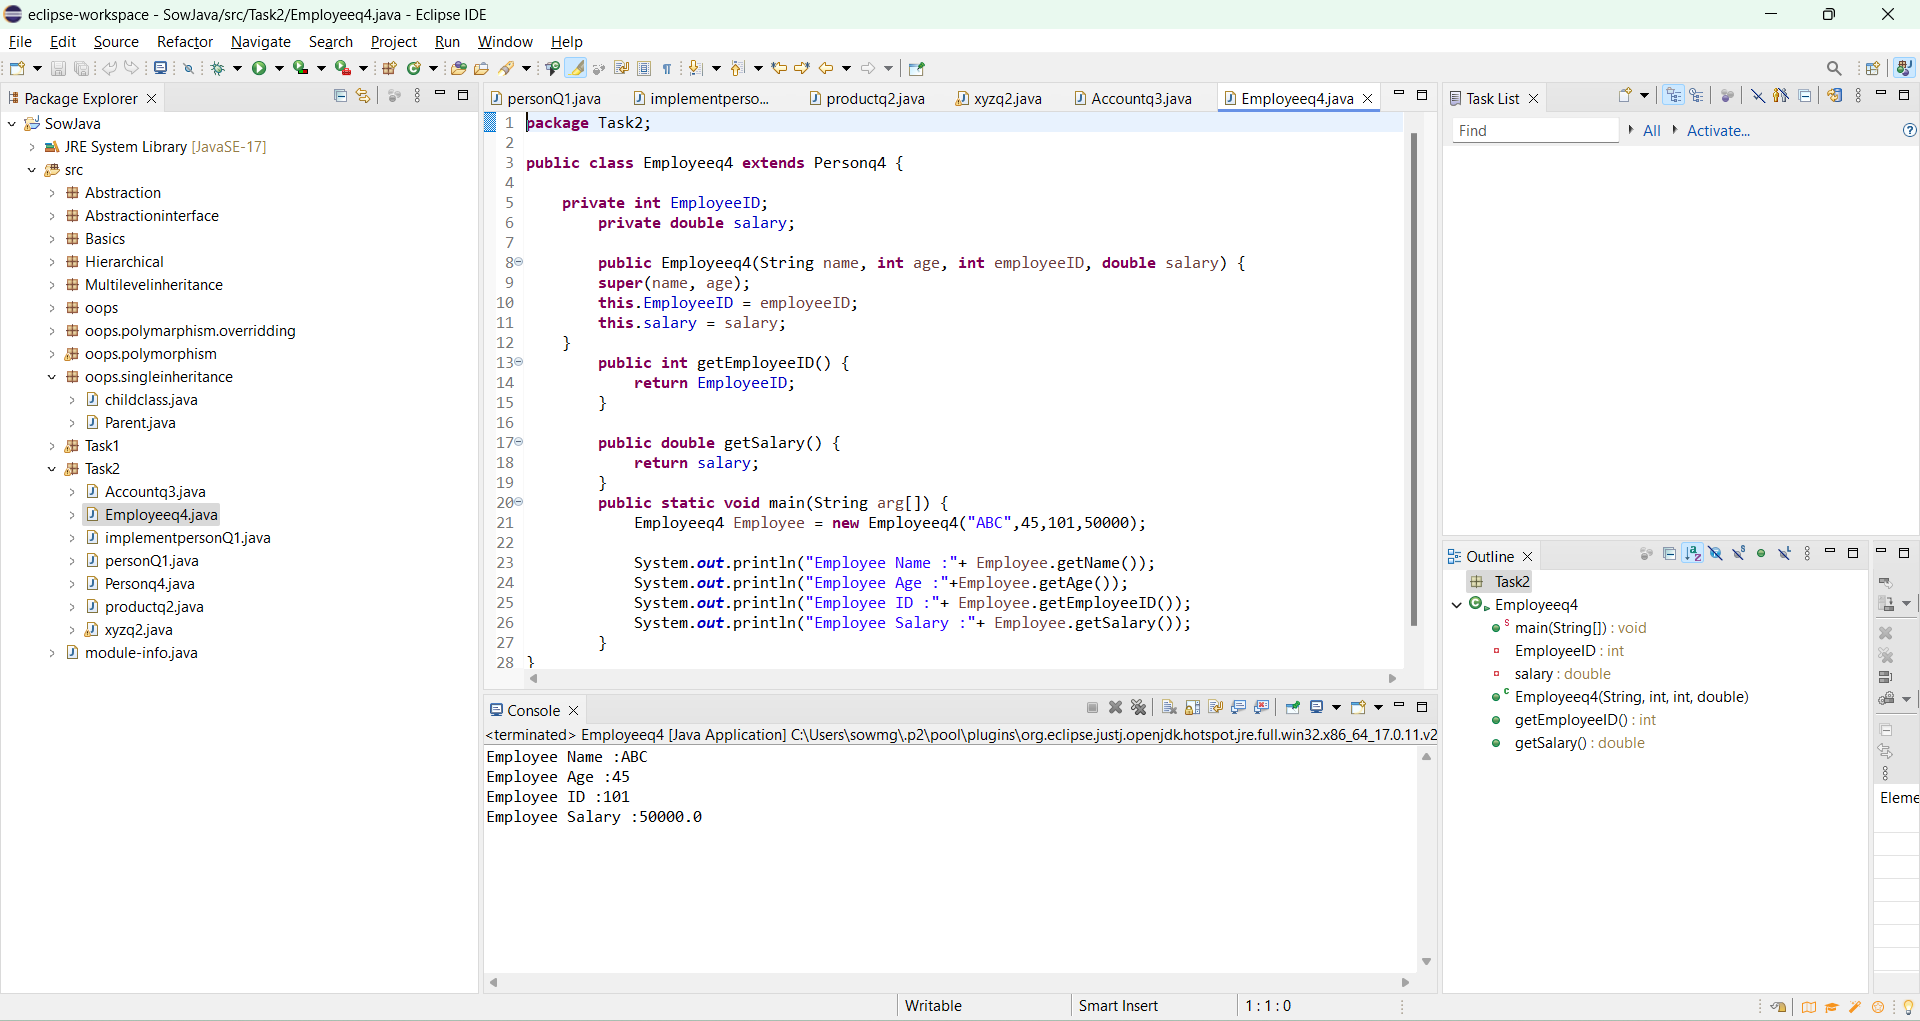 eclipse-workspace - SowJava/src/Task2/Employeeq4.java - Eclipse IDE
File Edit Source Refactor Navigate Search Project Run Window Help
Package Explorer
SowJava
JRE System Library [JavaSE-17]
src
Abstraction
Abstractioninterface
Basics
Hierarchical
Multilevelinheritance
oops
oops.polymarphism.overridding
oops.polymorphism
oops.singleinheritance
childclass.java
Parent.java
Task1
Task2
Accountq3.java
Employeeq4.java
implementpersonQ1.java
personQ1.java
Personq4.java
productq2.java
xyzq2.java
module-info.java
personQ1.java implementperso... productq2.java xyzq2.java Accountq3.java Employeeq4.java
1 package Task2;
2
3 public class Employeeq4 extends Personq4 {
4
5 private int EmployeeID;
6 private double salary;
7
8 public Employeeq4(String name, int age, int employeeID, double salary) {
9 super(name, age);
10 this.EmployeeID = employeeID;
11 this.salary = salary;
12 }
13 public int getEmployeeID() {
14 return EmployeeID;
15 }
16
17 public double getSalary() {
18 return salary;
19 }
20 public static void main(String arg[]) {
21 Employeeq4 Employee = new Employeeq4("ABC",45,101,50000);
22
23 System.out.println("Employee Name :"+ Employee.getName());
24 System.out.println("Employee Age :"+Employee.getAge());
25 System.out.println("Employee ID :"+ Employee.getEmployeeID());
26 System.out.println("Employee Salary :"+ Employee.getSalary());
27 }
28 }
Console
<terminated> Employeeq4 [Java Application] C:\Users\sowmg\.p2\pool\plugins\org.eclipse.justj.openjdk.hotspot.jre.full.win32.x86_64_17.0.11.v2
Employee Name :ABC
Employee Age :45
Employee ID :101
Employee Salary :50000.0
Task List
Find All Activate...
Outline
Task2
Employeeq4
main(String[]) : void
EmployeeID : int
salary : double
Employeeq4(String, int, int, double)
getEmployeeID() : int
getSalary() : double
Eleme
Writable Smart Insert 1 : 1 : 0